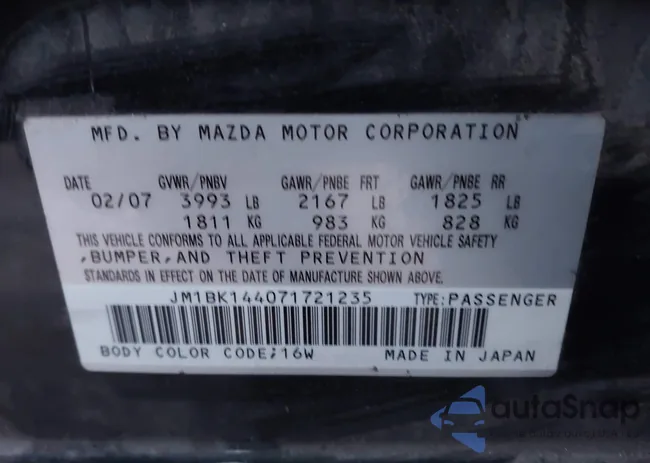 MFD. BY MAZDA MOTOR CORPORATION
DATE GVWR/PNBV GAWR/PNBE FRT GAWR/PNBE RR
02/07 3993 LB 2167 LB 1825 LB
1811 KG 983 KG 828 KG
THIS VEHICLE CONFORMS TO ALL APPLICABLE FEDERAL MOTOR VEHICLE SAFETY
,BUMPER,AND THEFT PREVENTION
STANDARDS IN EFFECT ON THE DATE OF MANUFACTURE SHOWN ABOVE.
JM1BK144071721235 TYPE:PASSENGER
BODY COLOR CODE;16W MADE IN JAPAN
autaSnap